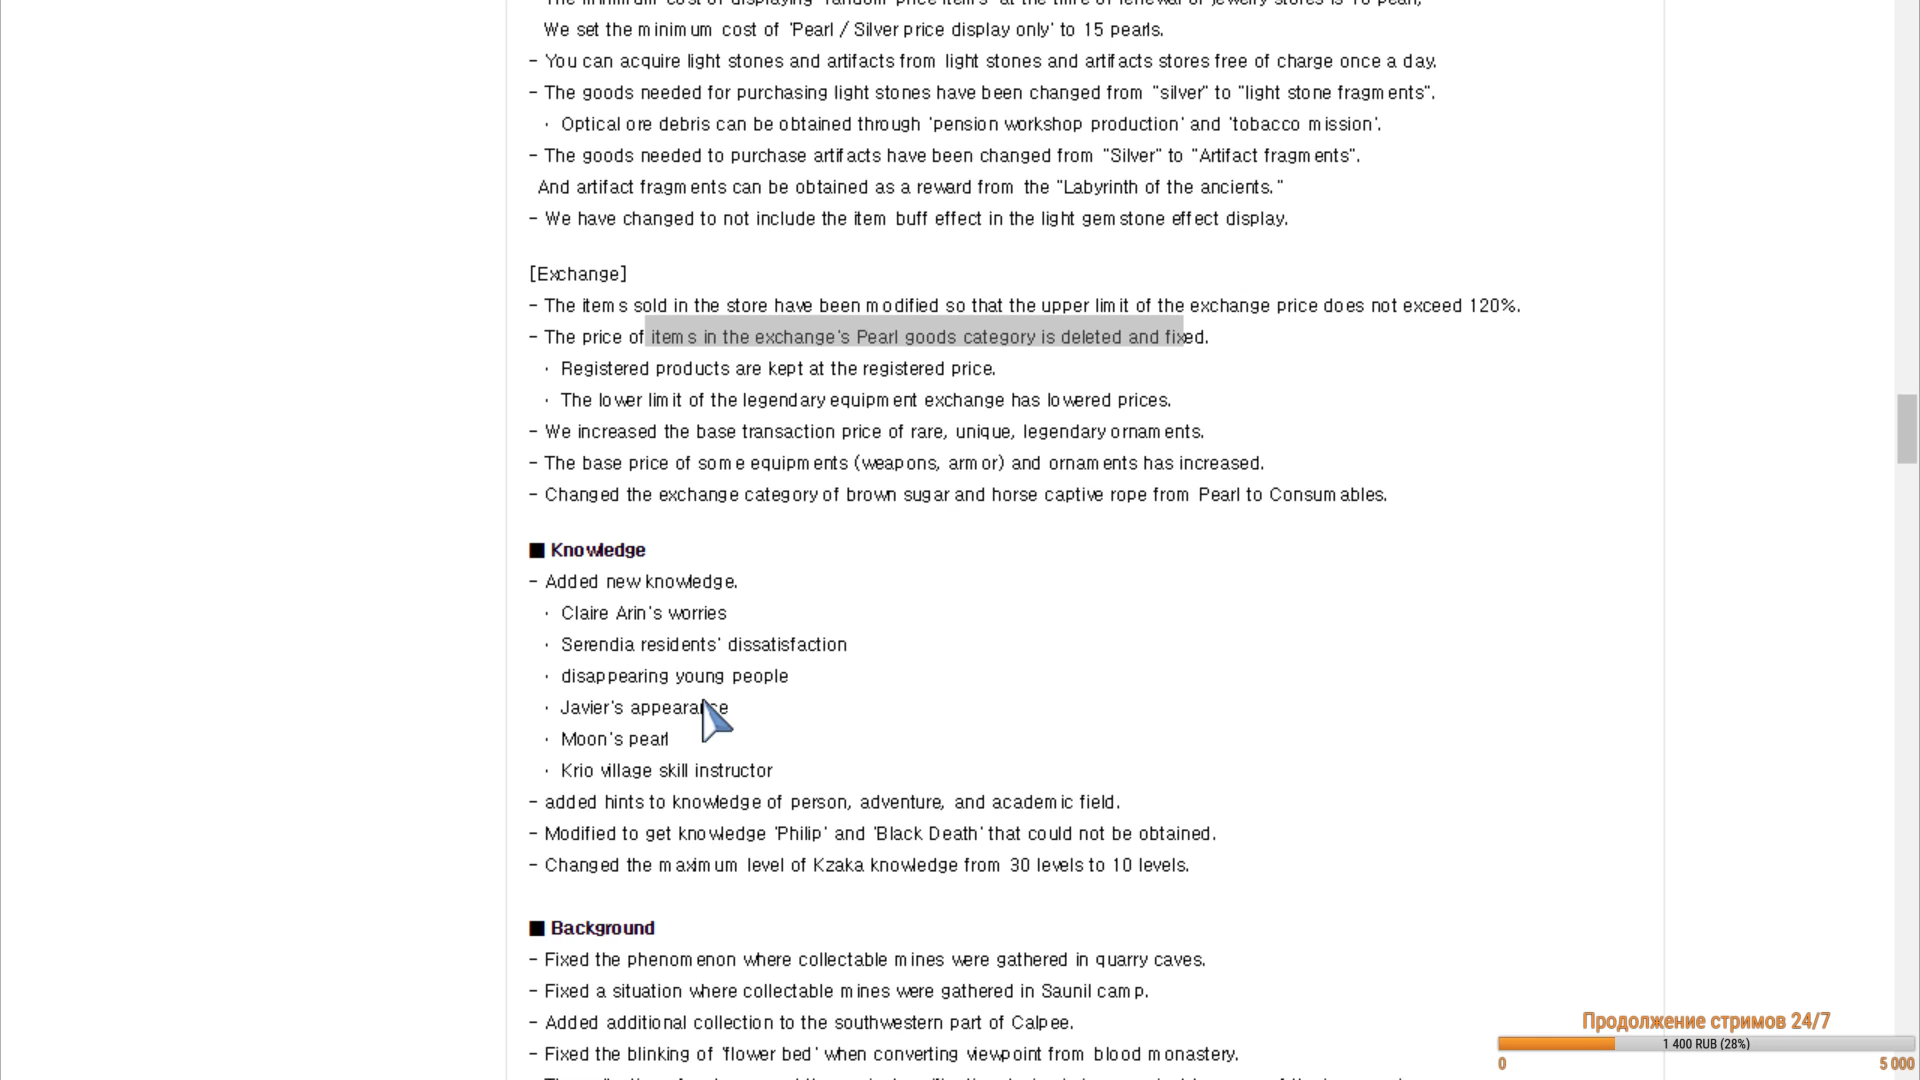 We set the minimum cost of 'Pearl / Silver price display only' to 15 pearls.
- You can acquire light stones and artifacts from light stones and artifacts stores free of charge once a day.
- The goods needed for purchasing light stones have been changed from "silver" to "light stone fragments".
· Optical ore debris can be obtained through 'pension workshop production' and 'tobacco mission'.
- The goods needed to purchase artifacts have been changed from "Silver" to "Artifact fragments".
And artifact fragments can be obtained as a reward from the "Labyrinth of the ancients."
- We have changed to not include the item buff effect in the light gem stone effect display.
[Exchange]
- The items sold in the store have been modified so that the upper limit of the exchange price does not exceed 120%.
- The price of items in the exchange's Pearl goods category is deleted and fixed.
· Registered products are kept at the registered price.
· The lower limit of the legendary equipment exchange has lowered prices.
- We increased the base transaction price of rare, unique, legendary ornaments.
- The base price of some equipments (weapons, armor) and ornaments has increased.
- Changed the exchange category of brown sugar and horse captive rope from Pearl to Consumables.
■ Knowledge
- Added new knowledge.
· Claire Arin's worries
· Serendia residents' dissatisfaction
· disappearing young people
· Javier's appearance
· Moon's pearl
· Krio village skill instructor
- added hints to knowledge of person, adventure, and academic field.
- Modified to get knowledge 'Philip' and 'Black Death' that could not be obtained.
- Changed the maximum level of Kzaka knowledge from 30 levels to 10 levels.
■ Background
- Fixed the phenomenon where collectable mines were gathered in quarry caves.
- Fixed a situation where collectable mines were gathered in Saunil camp.
- Added additional collection to the southwestern part of Calpee.
- Fixed the blinking of 'flower bed' when converting viewpoint from blood monastery.
Продолжение стримов 24/7
1 400 RUB (28%)
0 5 000